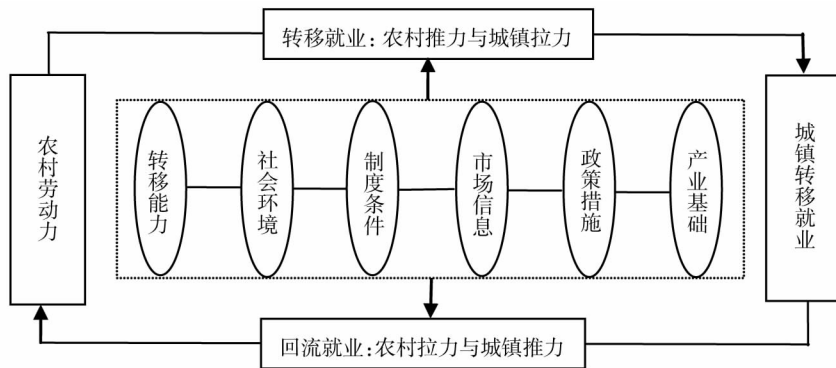 转移就业：农村推力与城镇拉力
农村劳动力
转移能力
社会环境
制度条件
市场信息
政策措施
产业基础
城镇转移就业
回流就业：农村拉力与城镇推力